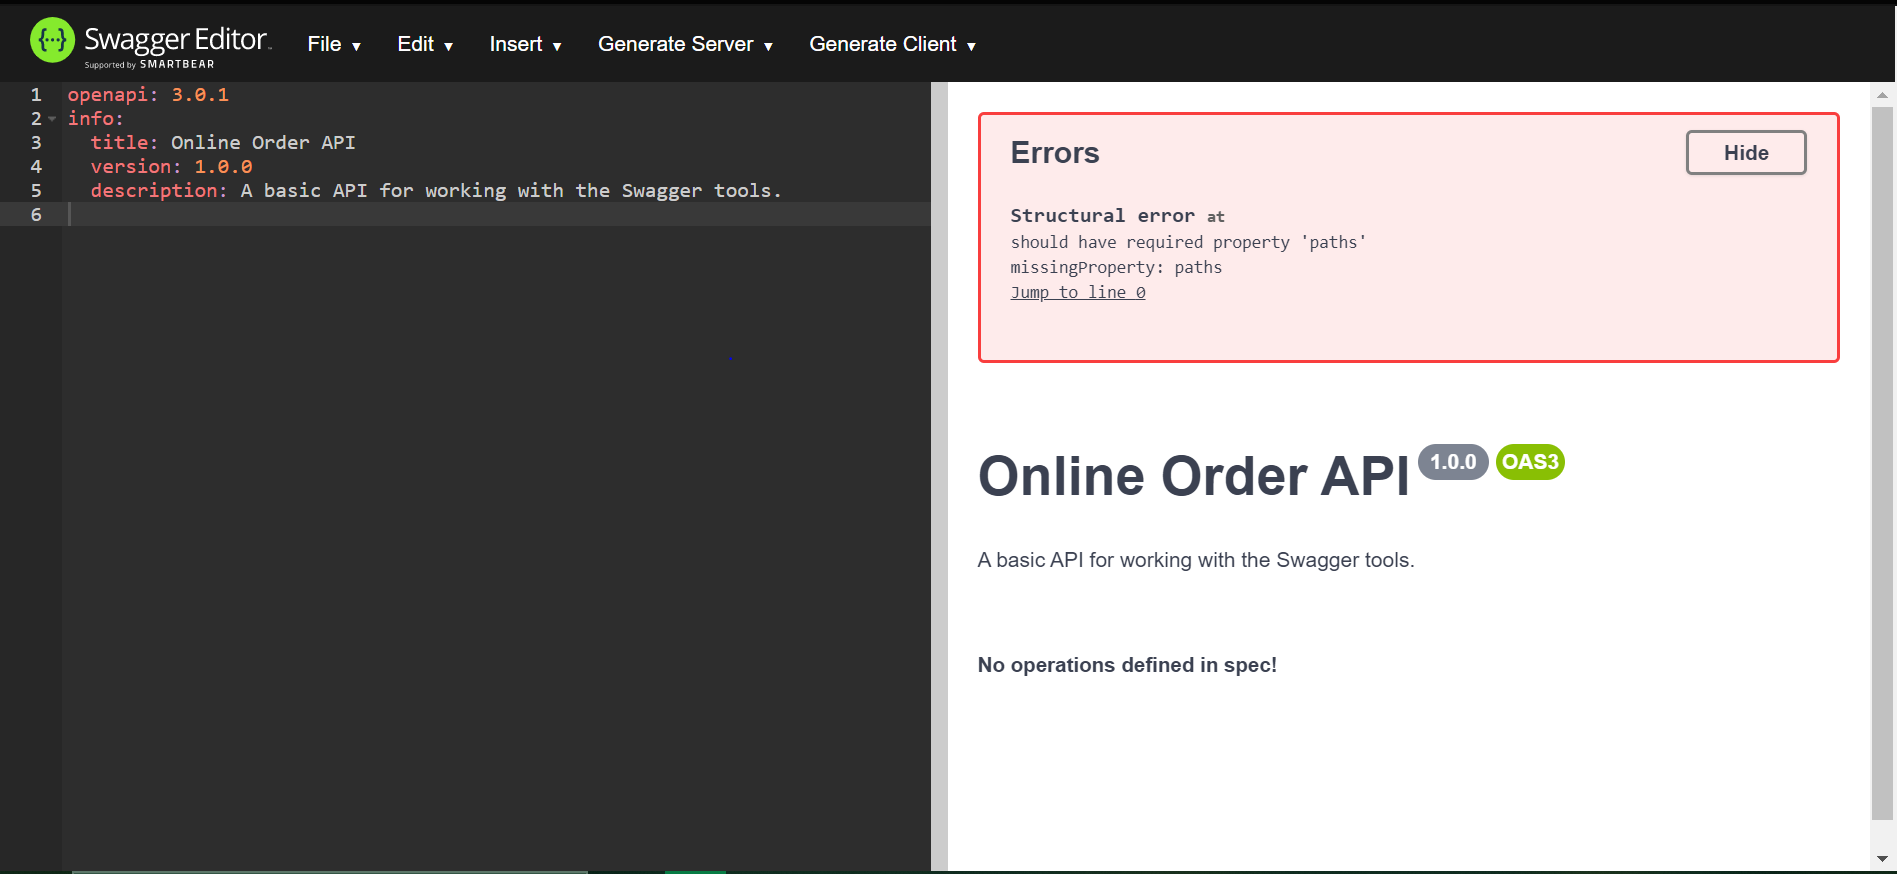 Swagger Editor
Supported by SMARTBEAR
File ▼ Edit ▼ Insert ▼ Generate Server ▼ Generate Client ▼
1 openapi: 3.0.1
2 info:
3 title: Online Order API
4 version: 1.0.0
5 description: A basic API for working with the Swagger tools.
6
Errors
Hide
Structural error at
should have required property 'paths'
missingProperty: paths
Jump to line 0
Online Order API 1.0.0 OAS3
A basic API for working with the Swagger tools.
No operations defined in spec!